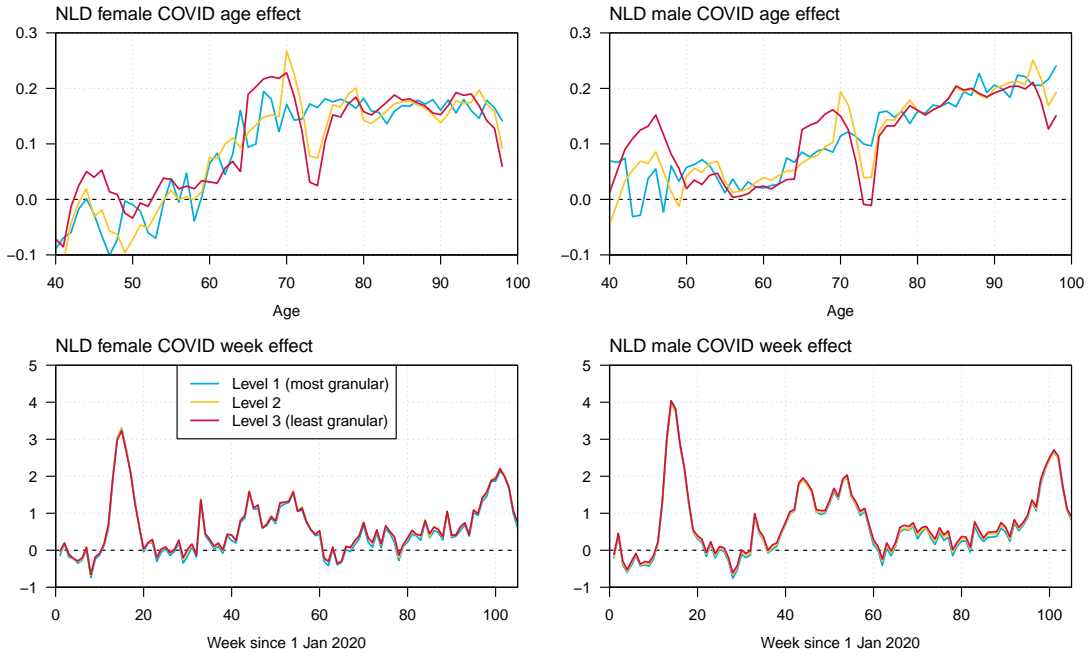 NLD female COVID age effect
0.3
0.2
0.1
0.0
−0.1
40 50 60 70 80 90 100
Age
NLD male COVID age effect
0.3
0.2
0.1
0.0
−0.1
40 50 60 70 80 90 100
Age
NLD female COVID week effect
5
4
3
2
1
0
−1
Level 1 (most granular)
Level 2
Level 3 (least granular)
0 20 40 60 80 100
Week since 1 Jan 2020
NLD male COVID week effect
5
4
3
2
1
0
−1
0 20 40 60 80 100
Week since 1 Jan 2020